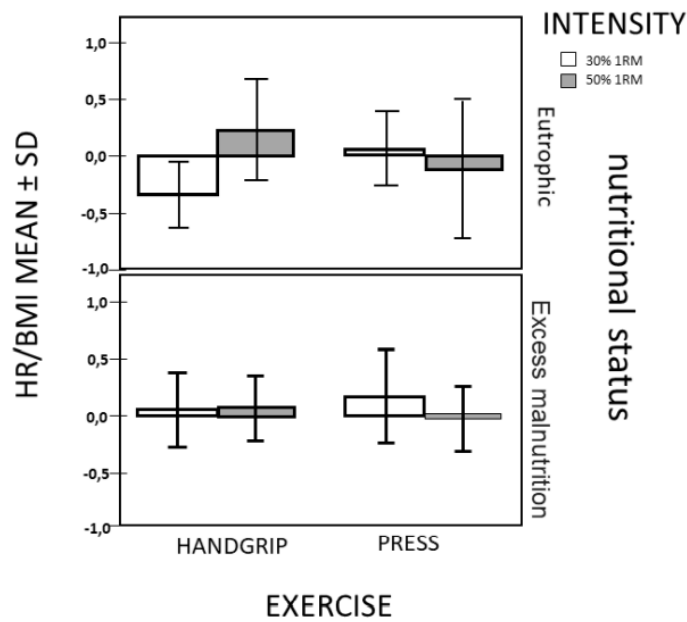 INTENSITY
30% 1RM
50% 1RM
1,0
0,5
0,0
-0,5
-1,0
Eutrophic
1,0
0,5
0,0
-0,5
-1,0
Excess malnutrition
nutritional status
HR/BMI MEAN ± SD
HANDGRIP
PRESS
EXERCISE